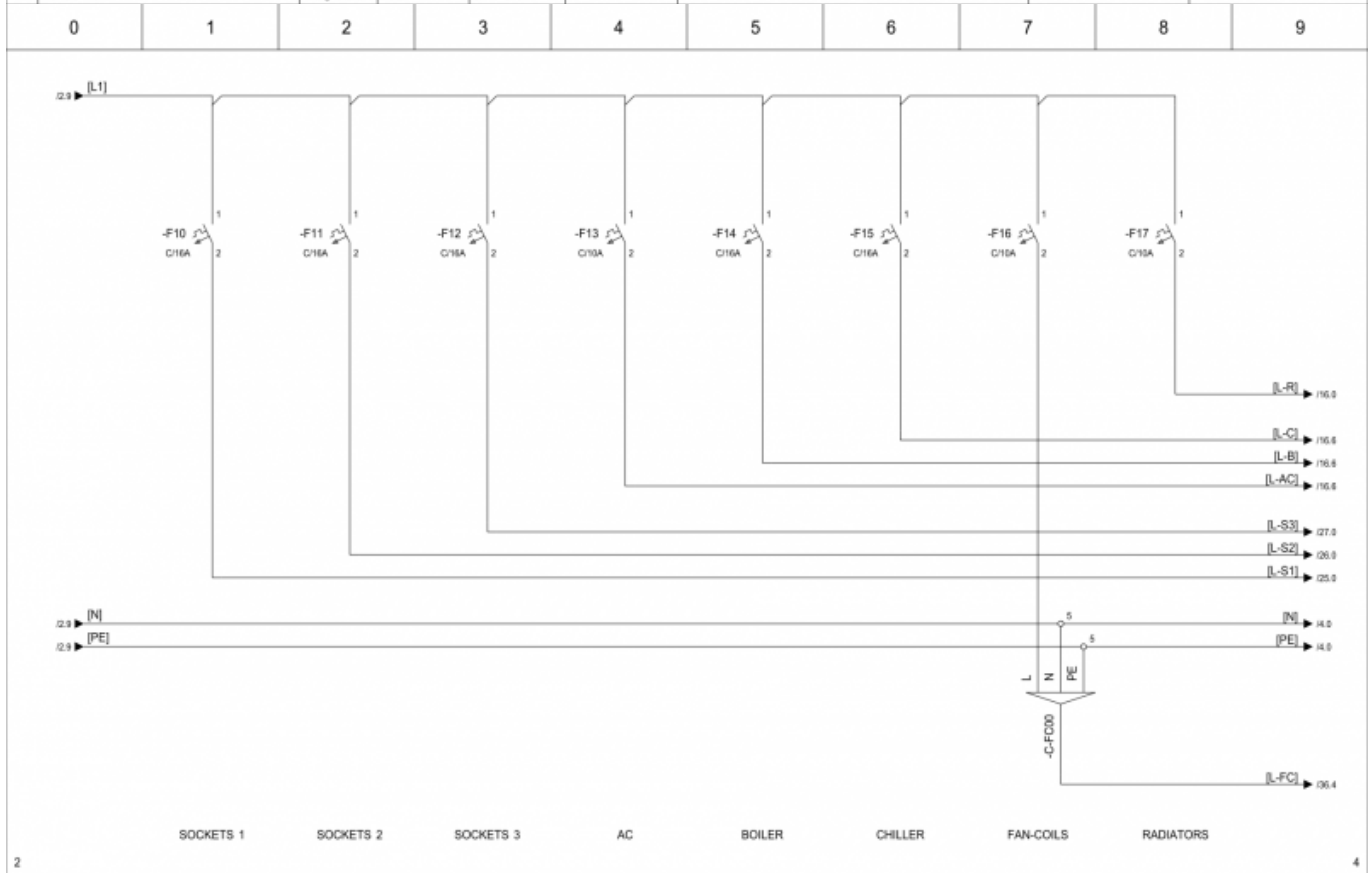 0 1 2 3 4 5 6 7 8 9
[L1]
/2.9
1 1 1 1 1 1 1 1
-F10 -F11 -F12 -F13 -F14 -F15 -F16 -F17
C/16A 2 C/16A 2 C/16A 2 C/10A 2 C/16A 2 C/16A 2 C/10A 2 C/10A 2
[L-R] /16.0
[L-C] /16.6
[L-B] /16.6
[L-AC] /16.6
[L-S3] /27.0
[L-S2] /26.0
[L-S1] /25.0
/2.9 [N] 5 [N] /4.0
/2.9 [PE] 5 [PE] /4.0
L N PE
-C-FC00
[L-FC] /36.4
SOCKETS 1 SOCKETS 2 SOCKETS 3 AC BOILER CHILLER FAN-COILS RADIATORS
2 4